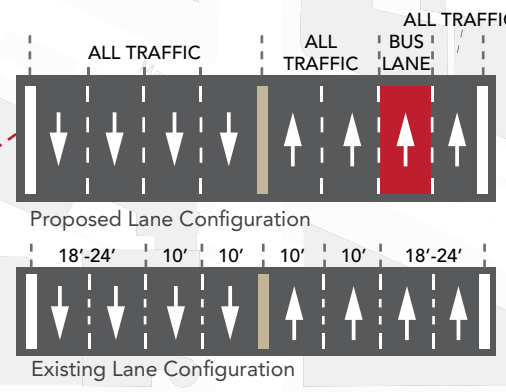 ALL TRAFFIC
ALL TRAFFIC
ALL
TRAFFIC
BUS
LANE
Proposed Lane Configuration
18'-24' 10' 10' 10' 10' 18'-24'
Existing Lane Configuration